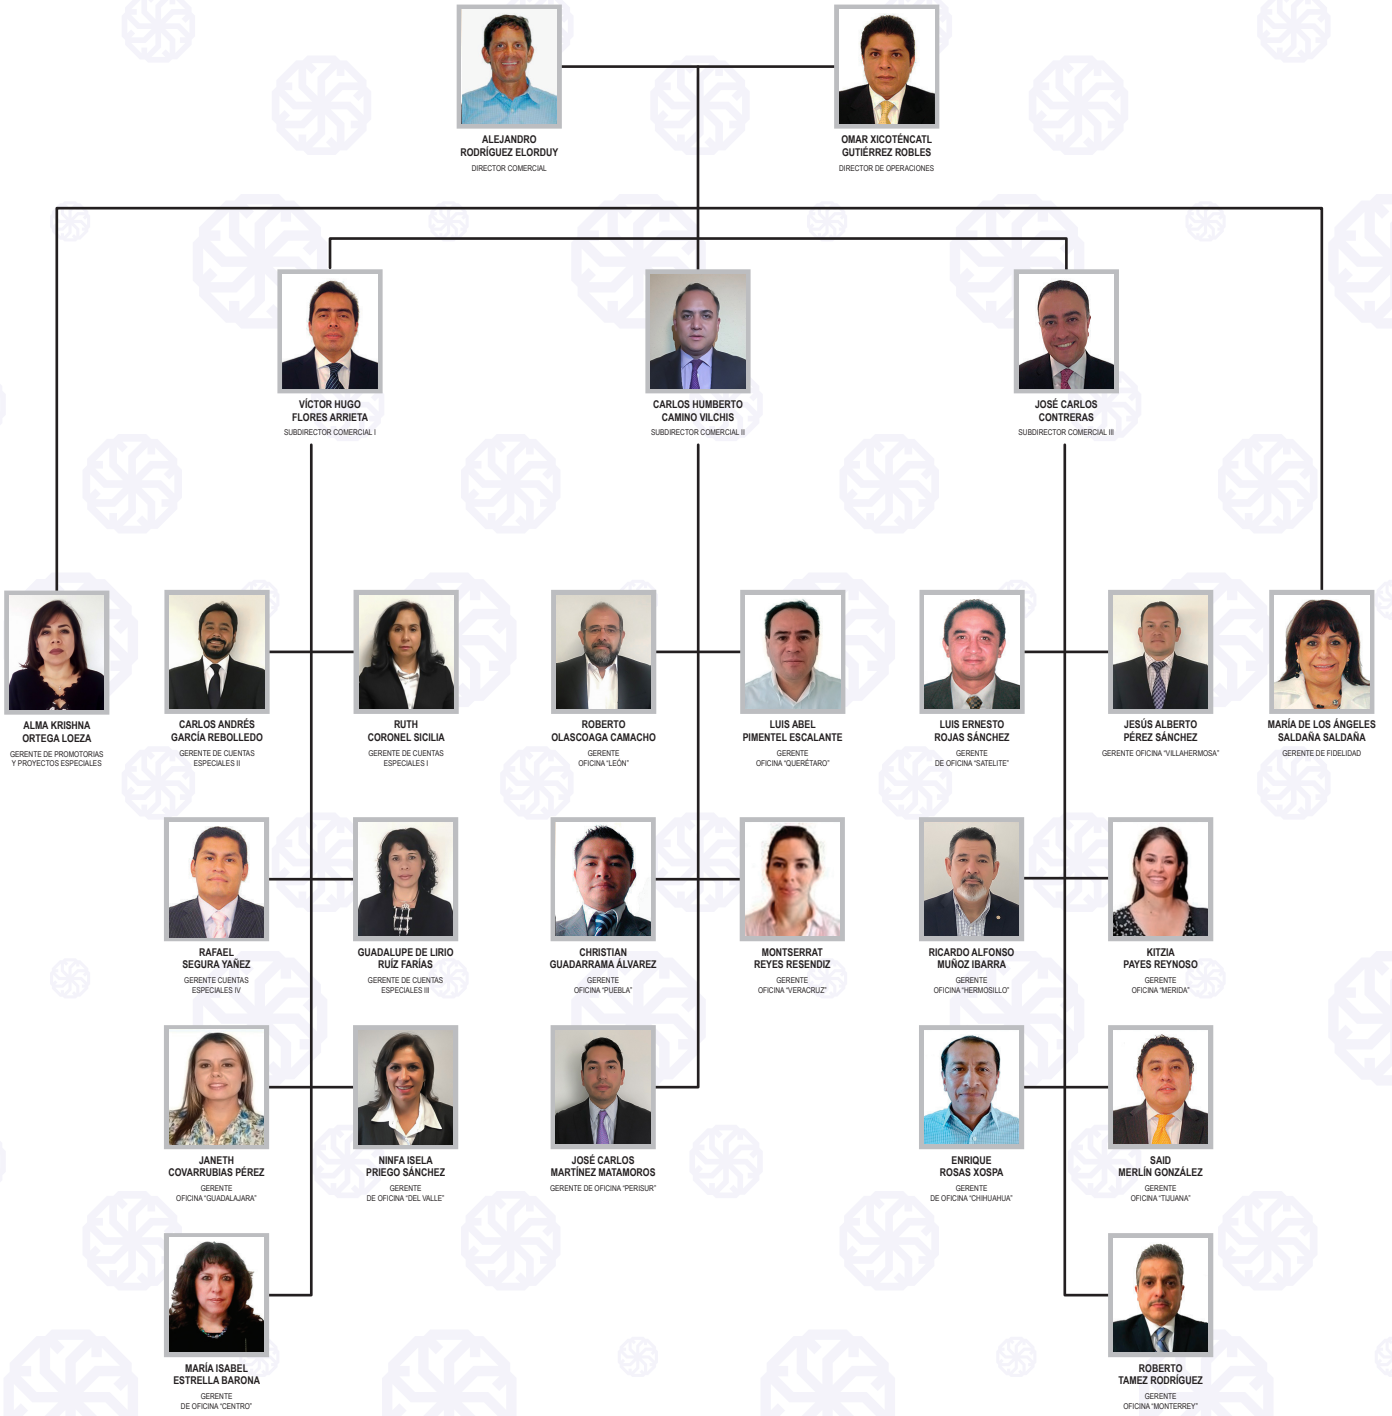 ALEJANDRO
RODRÍGUEZ ELORDUY
DIRECTOR COMERCIAL
OMAR XICOTÉNCATL
GUTIÉRREZ ROBLES
DIRECTOR DE OPERACIONES
VÍCTOR HUGO
FLORES ARRIETA
SUBDIRECTOR COMERCIAL I
CARLOS HUMBERTO
CAMINO VILCHIS
SUBDIRECTOR COMERCIAL II
JOSÉ CARLOS
CONTRERAS
SUBDIRECTOR COMERCIAL III
ALMA KRISHNA
ORTEGA LOEZA
GERENTE DE PROMOTORIAS
Y PROYECTOS ESPECIALES
CARLOS ANDRÉS
GARCÍA REBOLLEDO
GERENTE DE CUENTAS
ESPECIALES II
RUTH
CORONEL SICILIA
GERENTE DE CUENTAS
ESPECIALES I
ROBERTO
OLASCOAGA CAMACHO
GERENTE
OFICINA "LEÓN"
LUIS ABEL
PIMENTEL ESCALANTE
GERENTE
OFICINA "QUERÉTARO"
LUIS ERNESTO
ROJAS SÁNCHEZ
GERENTE
DE OFICINA "SATELITE"
JESÚS ALBERTO
PÉREZ SÁNCHEZ
GERENTE OFICINA "VILLAHERMOSA"
MARÍA DE LOS ÁNGELES
SALDAÑA SALDAÑA
GERENTE DE FIDELIDAD
RAFAEL
SEGURA YAÑEZ
GERENTE CUENTAS
ESPECIALES IV
GUADALUPE DE LIRIO
RUÍZ FARÍAS
GERENTE DE CUENTAS
ESPECIALES III
CHRISTIAN
GUADARRAMA ÁLVAREZ
GERENTE
OFICINA "PUEBLA"
MONTSERRAT
REYES RESENDIZ
GERENTE
OFICINA "VERACRUZ"
RICARDO ALFONSO
MUÑOZ IBARRA
GERENTE
OFICINA "HERMOSILLO"
KITZIA
PAYES REYNOSO
GERENTE
OFICINA "MERIDA"
JANETH
COVARRUBIAS PÉREZ
GERENTE
OFICINA "GUADALAJARA"
NINFA ISELA
PRIEGO SÁNCHEZ
GERENTE
DE OFICINA "DEL VALLE"
JOSÉ CARLOS
MARTÍNEZ MATAMOROS
GERENTE DE OFICINA "PERISUR"
ENRIQUE
ROSAS XOSPA
GERENTE
DE OFICINA "CHIHUAHUA"
SAID
MERLÍN GONZÁLEZ
GERENTE
OFICINA "TIJUANA"
MARÍA ISABEL
ESTRELLA BARONA
GERENTE
DE OFICINA "CENTRO"
ROBERTO
TAMEZ RODRÍGUEZ
GERENTE
OFICINA "MONTERREY"